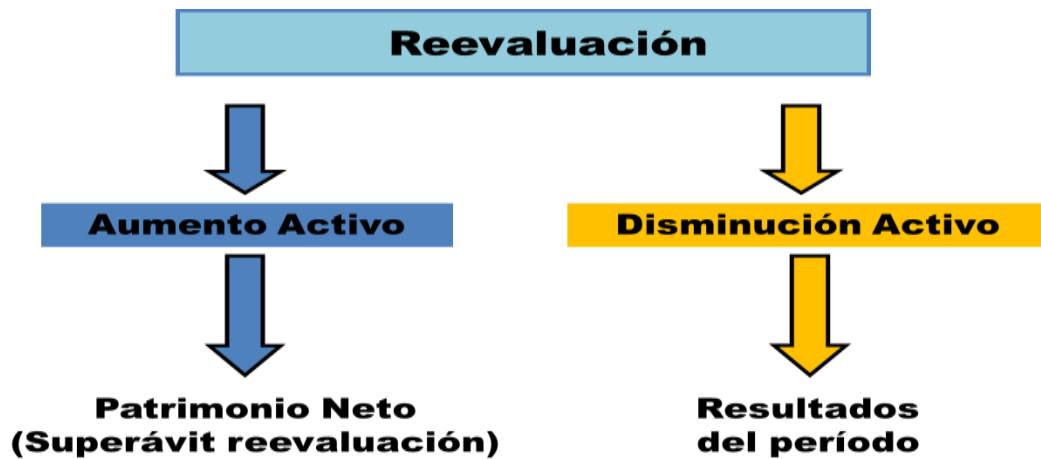 Reevaluación
Aumento Activo
Disminución Activo
Patrimonio Neto
(Superávit reevaluación)
Resultados
del período